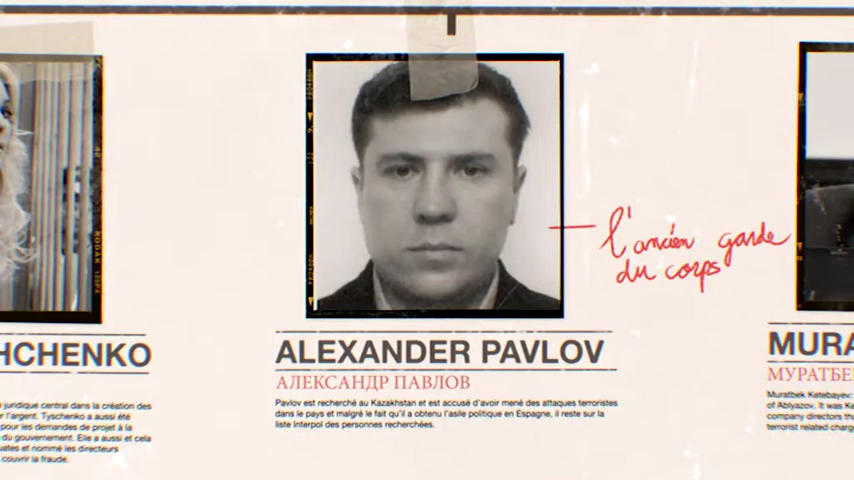 HCHENKO
juridique central dans la création des
r l'argent. Tyschenko a aussi été
pour les demandes de projet à la
du gouvernement. Elle a aussi et cela
uates et nommé les directeurs
couvrir la fraude.
l'ancien garde
du corps
ALEXANDER PAVLOV
АЛЕКСАНДР ПАВЛОВ
Pavlov est recherché au Kazakhstan et est accusé d'avoir mené des attaques terroristes
dans le pays et malgré le fait qu'il a obtenu l'asile politique en Espagne, il reste sur la
liste Interpol des personnes recherchées.
MURA
МУРАТБЕ
Muratbek Ketebayev:
of Ablyazov. It was Ke
company directors tha
terrorist related charg